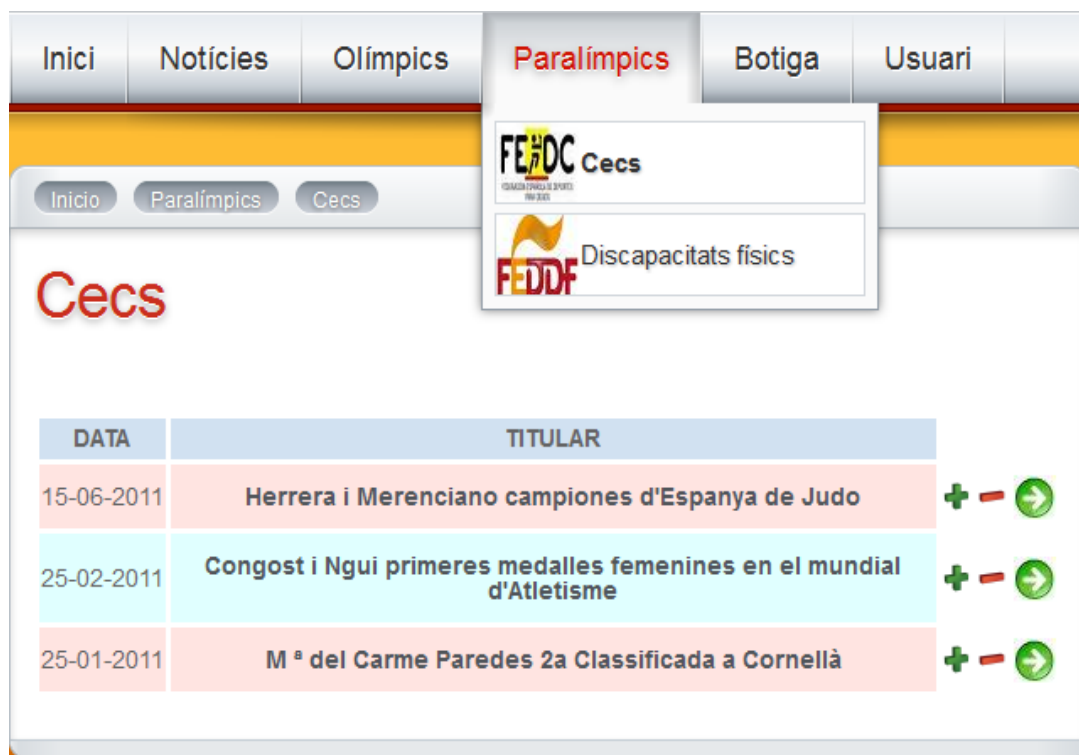 Inici Notícies Olímpics Paralímpics Botiga Usuari
FEDC Cecs
FEDDF Discapacitats físics
Inicio Paralímpics Cecs
Cecs
DATA TITULAR
15-06-2011 Herrera i Merenciano campiones d'Espanya de Judo
25-02-2011 Congost i Ngui primeres medalles femenines en el mundial
d'Atletisme
25-01-2011 M ª del Carme Paredes 2a Classificada a Cornellà